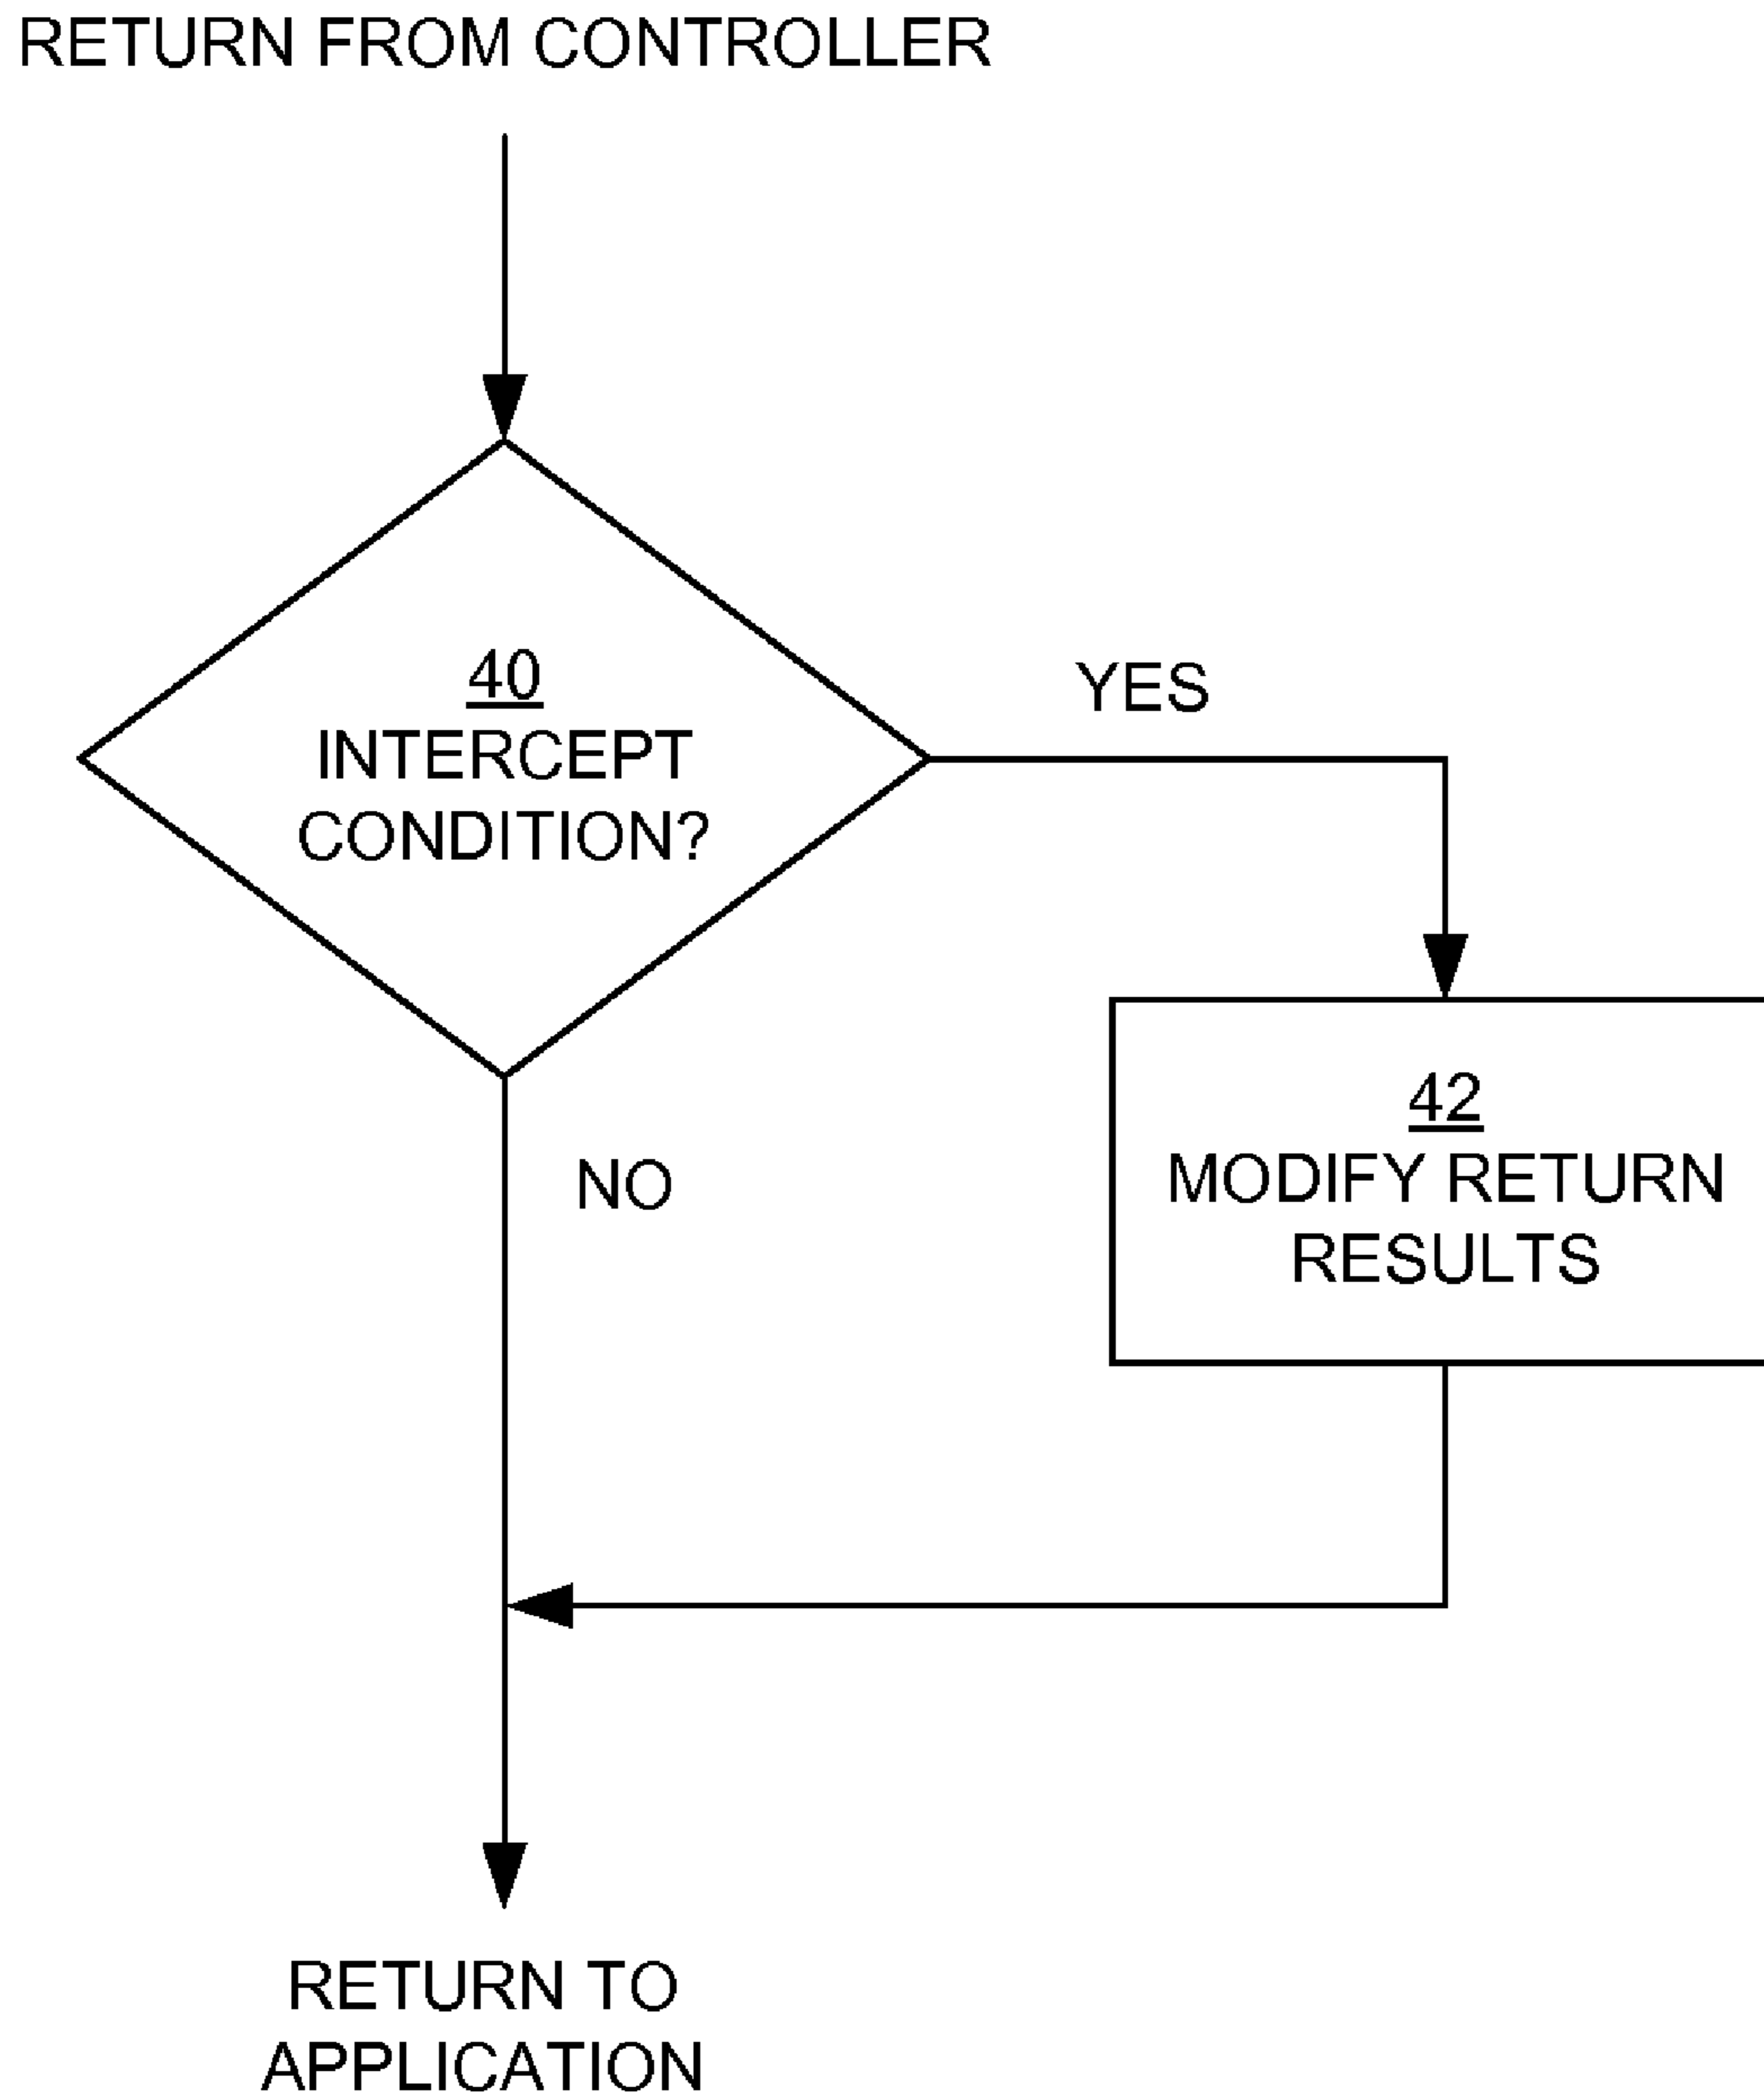 RETURN FROM CONTROLLER
40
INTERCEPT
CONDITION?
YES
NO
42
MODIFY RETURN
RESULTS
RETURN TO
APPLICATION